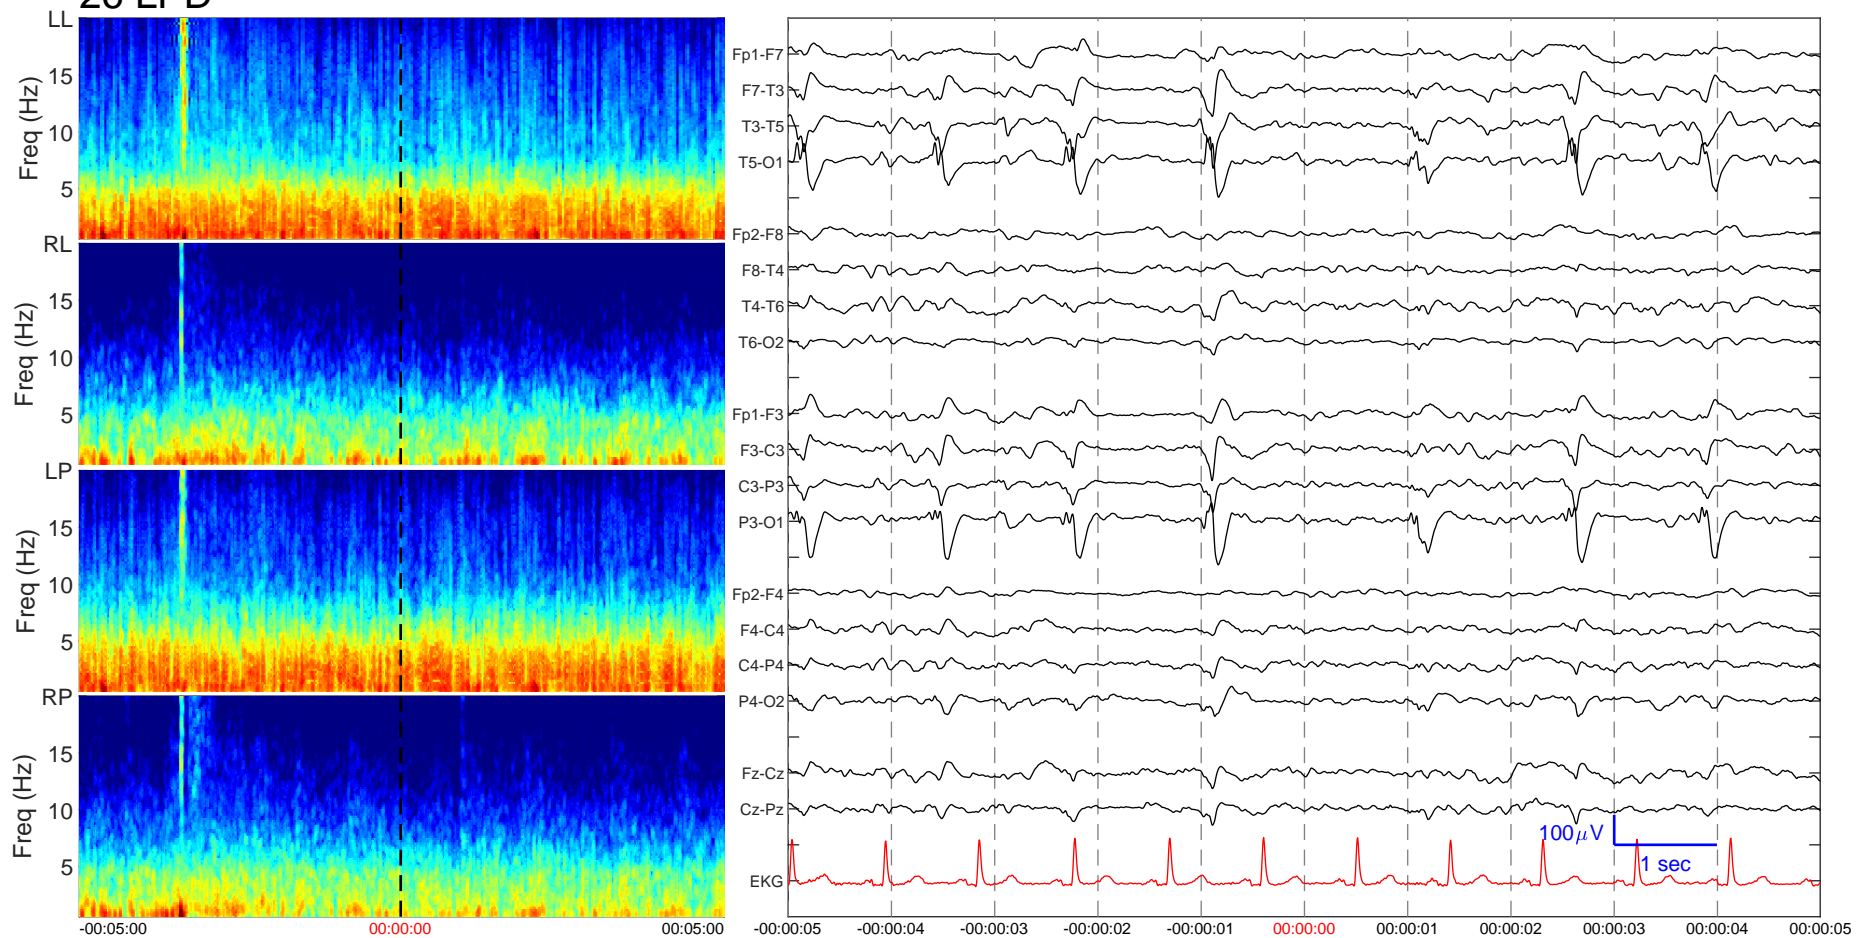 LL
Freq (Hz)
15
10
5
RL
Freq (Hz)
15
10
5
LP
Freq (Hz)
15
10
5
RP
Freq (Hz)
15
10
5
-00:05:00
00:00:00
00:05:00
Fp1-F7
F7-T3
T3-T5
T5-O1
Fp2-F8
F8-T4
T4-T6
T6-O2
Fp1-F3
F3-C3
C3-P3
P3-O1
Fp2-F4
F4-C4
C4-P4
P4-O2
Fz-Cz
Cz-Pz
EKG
100μV
1 sec
-00:00:05
-00:00:04
-00:00:03
-00:00:02
-00:00:01
00:00:00
00:00:01
00:00:02
00:00:03
00:00:04
00:00:05